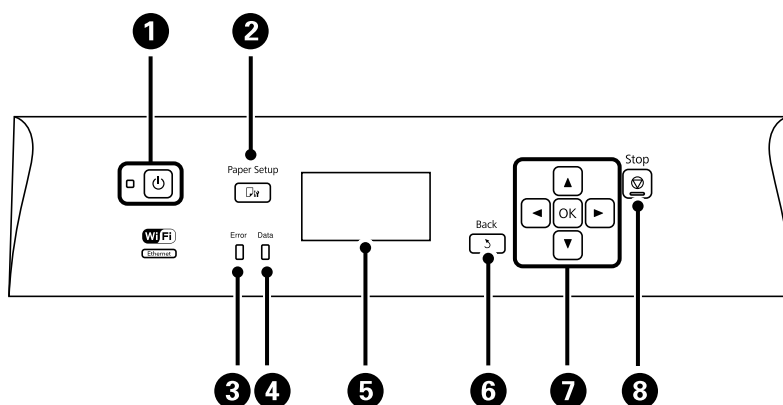 1 2
Paper Setup
Stop
OK
Back
WiFi
Error Data
Ethernet
3 4 5 6 7 8